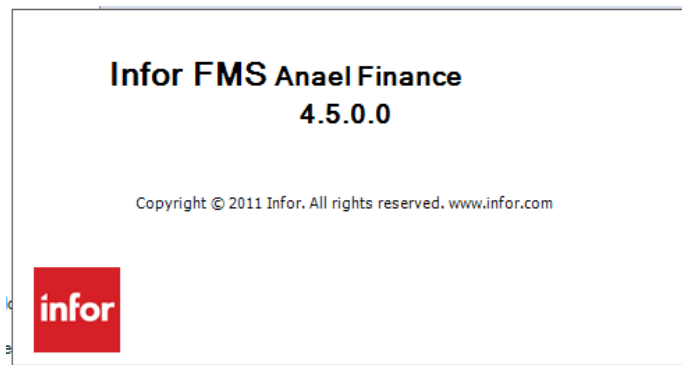 Infor FMS Anael Finance
4.5.0.0
Copyright © 2011 Infor. All rights reserved. www.infor.com
infor